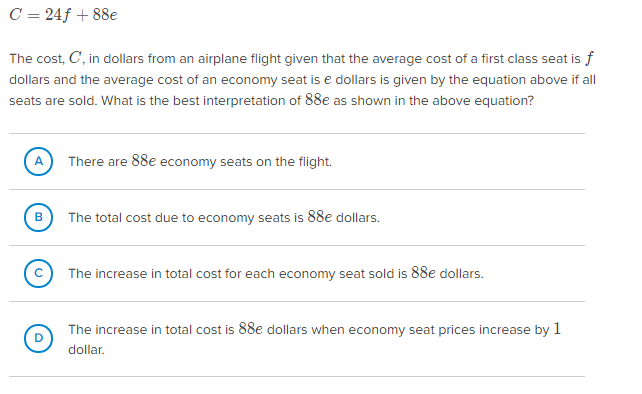 C = 24f + 88e
The cost, C, in dollars from an airplane flight given that the average cost of a first class seat is f
dollars and the average cost of an economy seat is e dollars is given by the equation above if all
seats are sold. What is the best interpretation of 88e as shown in the above equation?
A There are 88e economy seats on the flight.
B The total cost due to economy seats is 88e dollars.
C The increase in total cost for each economy seat sold is 88e dollars.
D The increase in total cost is 88e dollars when economy seat prices increase by 1
dollar.